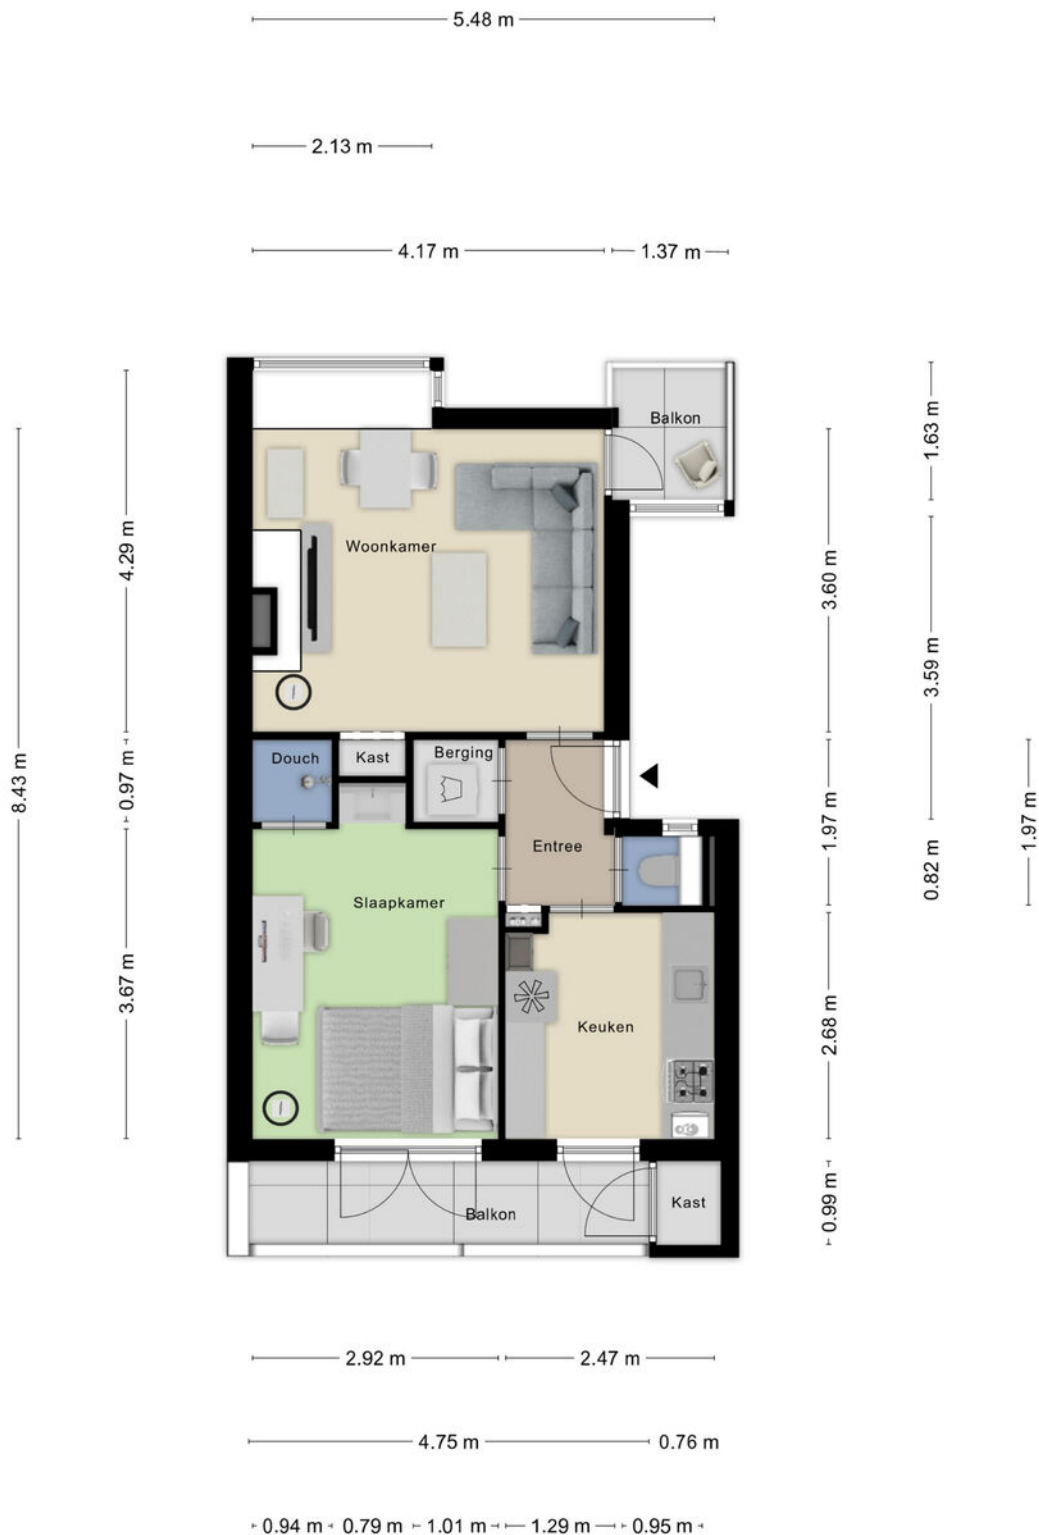 5.48 m
2.13 m
4.17 m
1.37 m
Balkon
1.63 m
4.29 m
Woonkamer
3.60 m
3.59 m
8.43 m
0.97 m
Douch
Kast
Berging
1.97 m
1.97 m
Entree
0.82 m
Slaapkamer
3.67 m
Keuken
2.68 m
Balkon
Kast
0.99 m
2.92 m
2.47 m
4.75 m
0.76 m
0.94 m
0.79 m
1.01 m
1.29 m
0.95 m